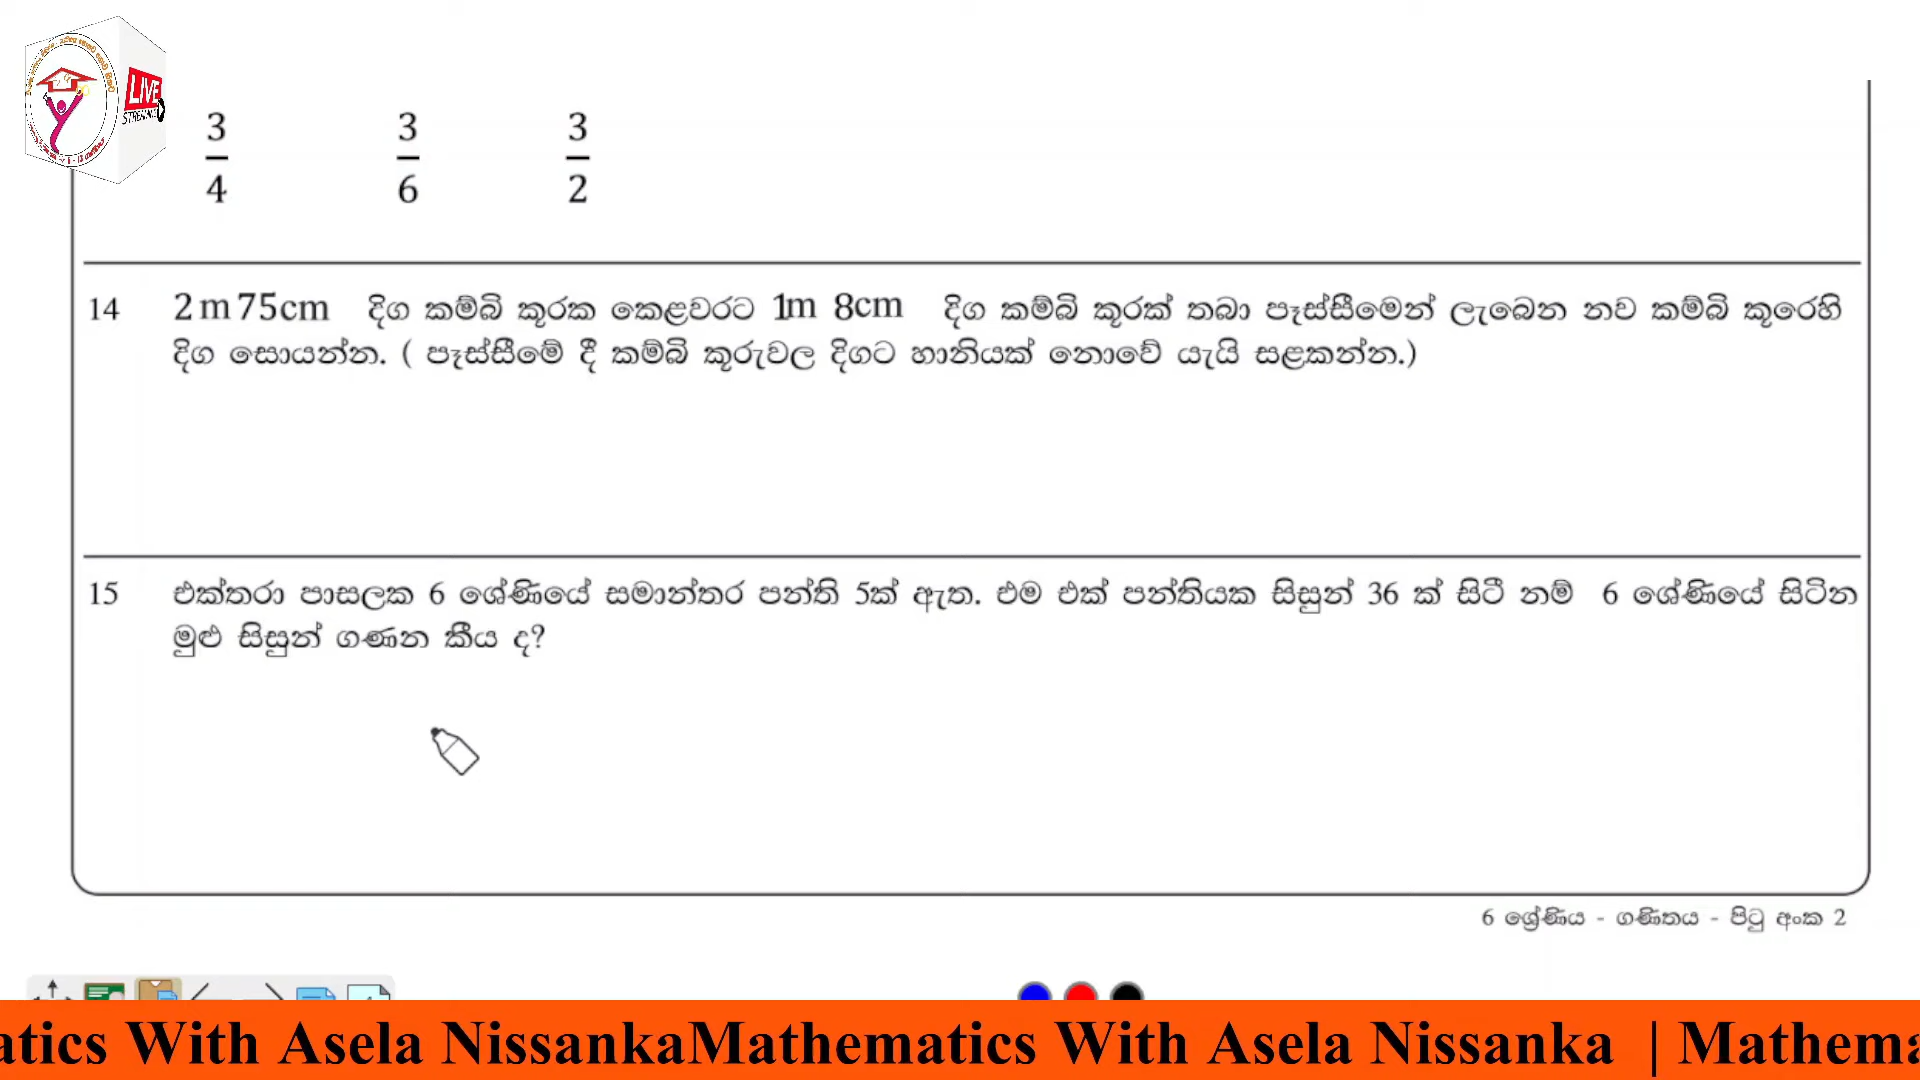 LIVE
3 3 3
4 6 2
14 2 m 75cm දිග කම්බි කූරක කෙළවරට 1m 8cm දිග කම්බි කූරක් තබා පෑස්සීමෙන් ලැබෙන නව කම්බි කූරෙහි
දිග සොයන්න. ( පෑස්සීමේ දී කම්බි කූරුවල දිගට හානියක් නොවේ යැයි සළකන්න.)
15 එක්තරා පාසලක 6 ශේණියේ සමාන්තර පන්ති 5ක් ඇත. එම එක් පන්තියක සිසුන් 36 ක් සිටී නම් 6 ශේණියේ සිටින
මුළු සිසුන් ගණන කීය ද?
6 ශ්‍රේණිය - ගණිතය - පිටු අංක 2
atics With Asela NissankaMathematics With Asela Nissanka | Mathema